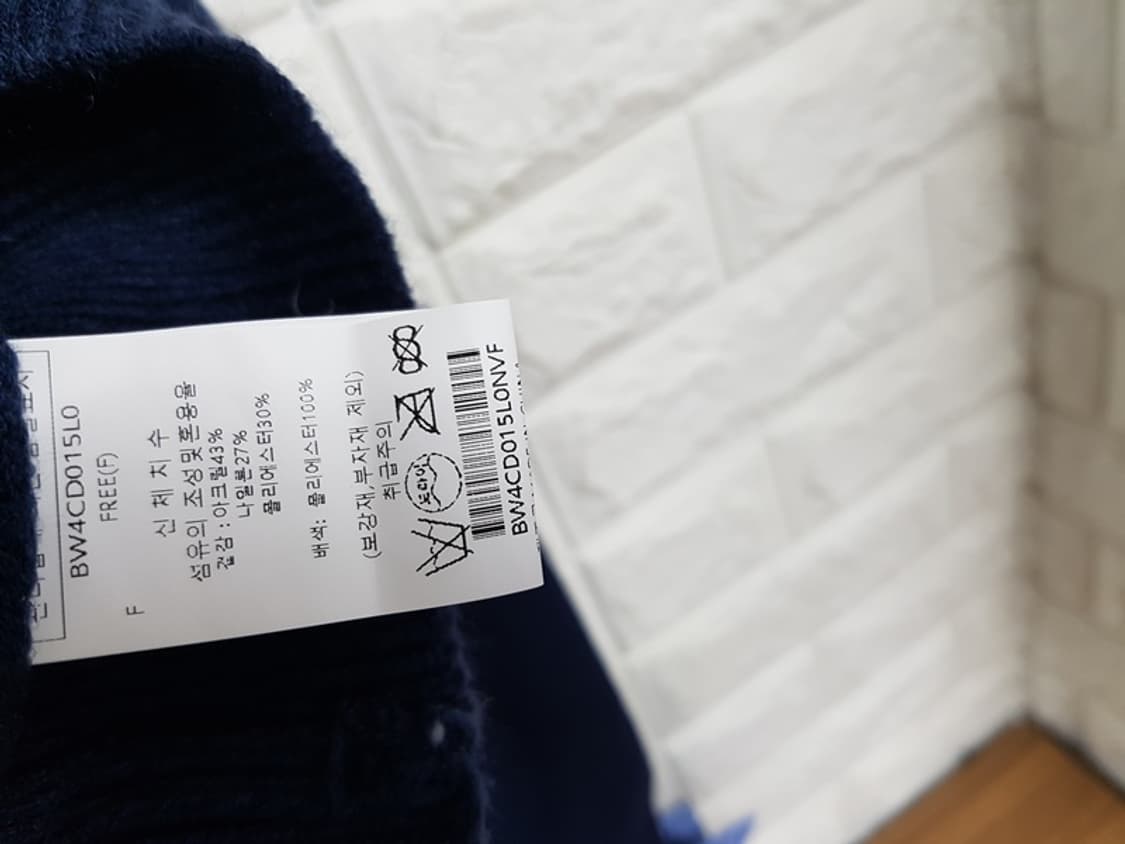 BW4CD015L0
FREE(F)
F
신 체 치 수
섬유의 조성및혼용율
겉감 : 아크릴43%
나일론27%
폴리에스터30%
배색: 폴리에스터100%
(보강재,부자재 제외)
취급주의
드라이
BW4CD015L0NVF